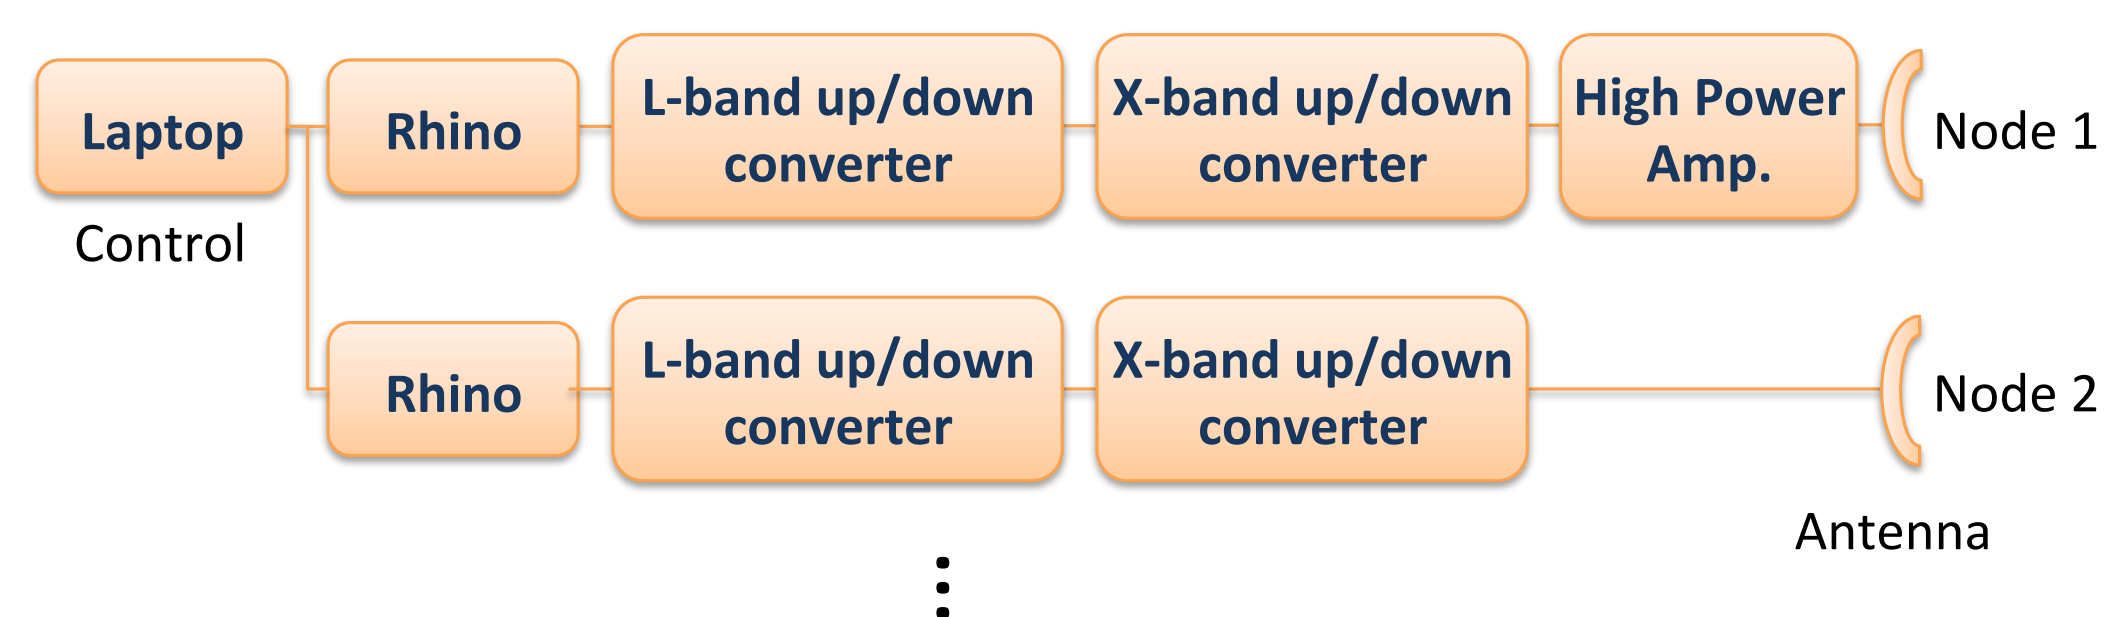 Laptop
Rhino
L-band up/down
converter
X-band up/down
converter
High Power
Amp.
Node 1
Control
Rhino
L-band up/down
converter
X-band up/down
converter
Node 2
Antenna